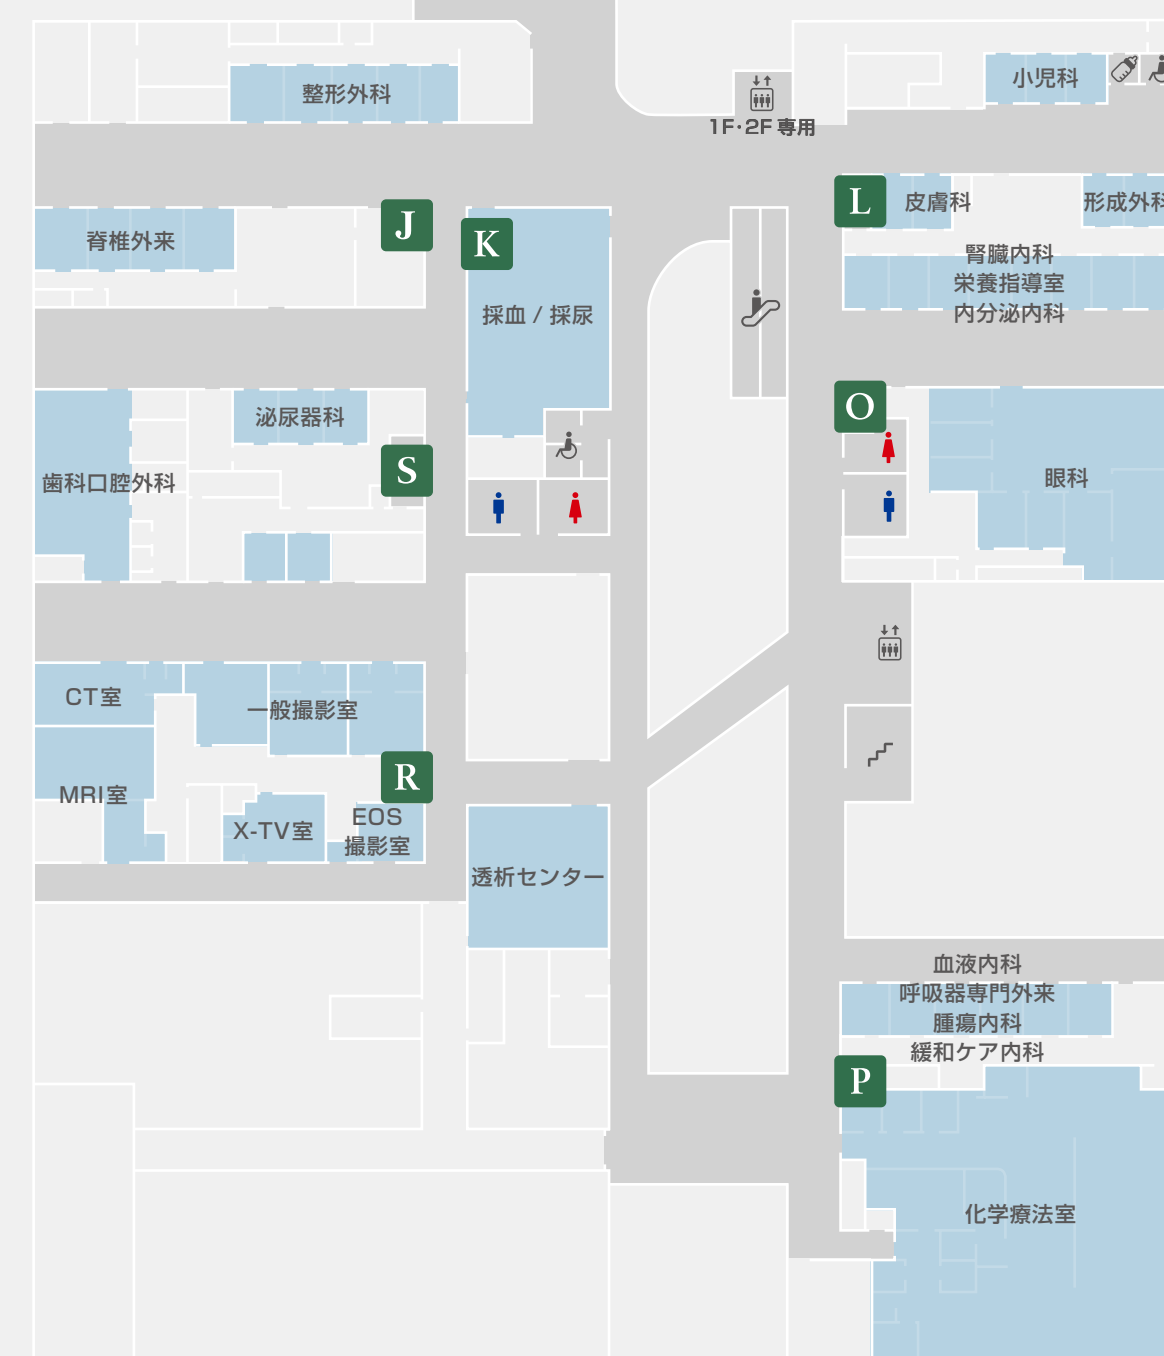 整形外科
1F･2F 専用
小児科
脊椎外来
J
K
L
皮膚科
形成外科
腎臓内科
栄養指導室
内分泌内科
採血 / 採尿
泌尿器科
歯科口腔外科
S
O
眼科
CT室
一般撮影室
MRI室
R
X-TV室
EOS
撮影室
透析センター
血液内科
呼吸器専門外来
腫瘍内科
緩和ケア内科
P
化学療法室